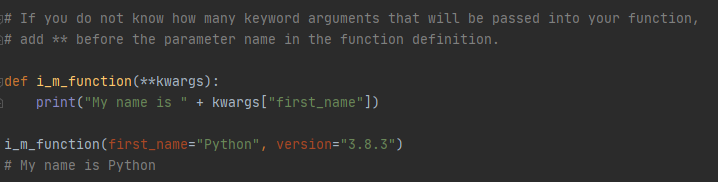 # If you do not know how many keyword arguments that will be passed into your function,
# add ** before the parameter name in the function definition.
def i_m_function(**kwargs):
    print("My name is " + kwargs["first_name"])
i_m_function(first_name="Python", version="3.8.3")
# My name is Python